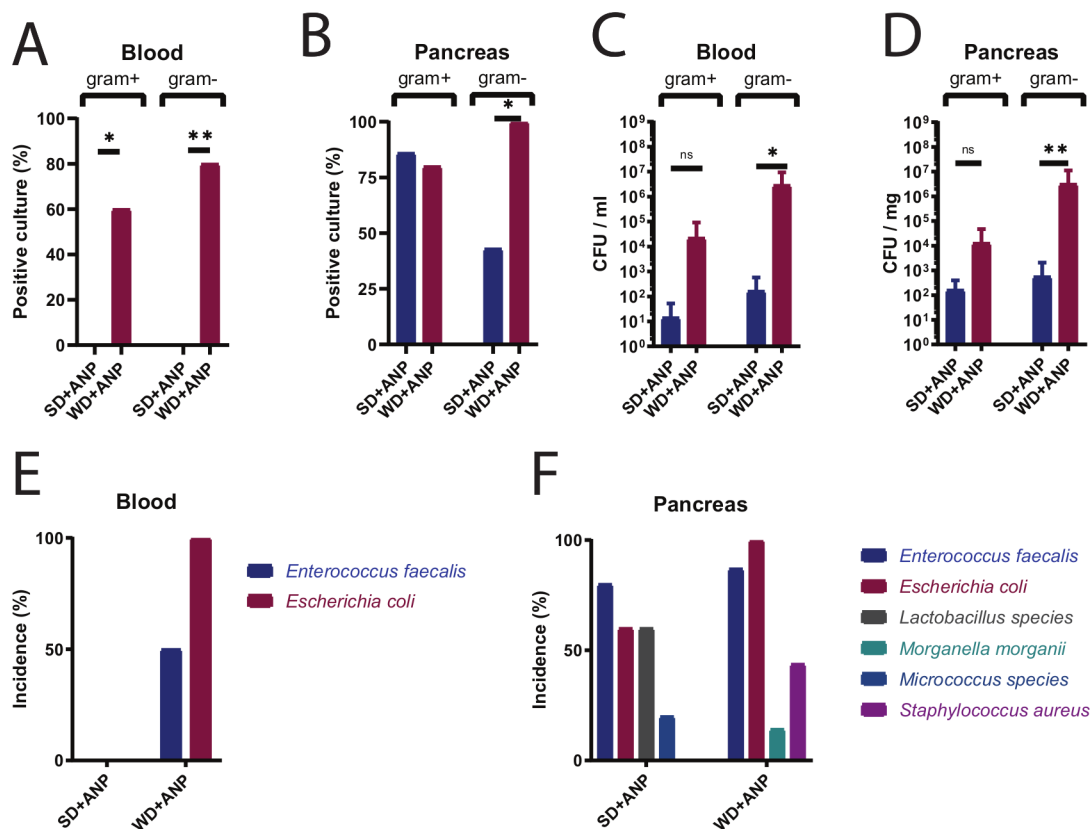 A
Blood
gram+ gram-
Positive culture (%)
100
80
60
40
20
0
* **
SD+ANP WD+ANP SD+ANP WD+ANP
B
Pancreas
gram+ gram-
Positive culture (%)
100
75
50
25
0
*
SD+ANP WD+ANP SD+ANP WD+ANP
C
Blood
gram+ gram-
CFU / ml
10⁹
10⁸
10⁷
10⁶
10⁵
10⁴
10³
10²
10¹
10⁰
ns *
SD+ANP WD+ANP SD+ANP WD+ANP
D
Pancreas
gram+ gram-
CFU / mg
10⁹
10⁸
10⁷
10⁶
10⁵
10⁴
10³
10²
10¹
10⁰
ns **
SD+ANP WD+ANP SD+ANP WD+ANP
E
Blood
Incidence (%)
100
50
0
SD+ANP WD+ANP
Enterococcus faecalis
Escherichia coli
F
Pancreas
Incidence (%)
100
50
0
SD+ANP WD+ANP
Enterococcus faecalis
Escherichia coli
Lactobacillus species
Morganella morganii
Micrococcus species
Staphylococcus aureus